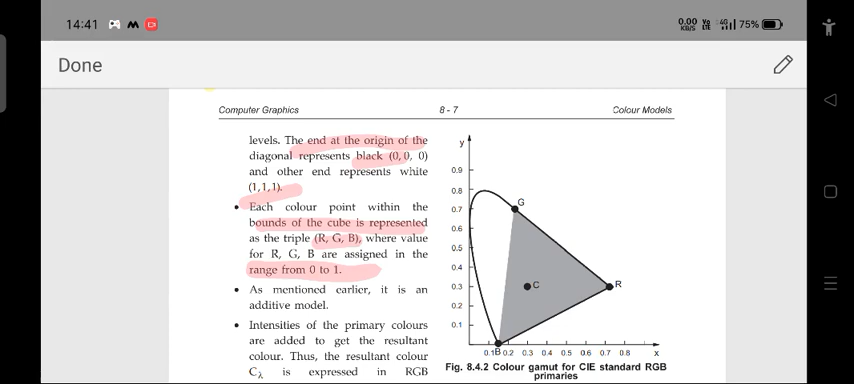 14:41
0.00 KB/S Vo LTE 4G 75%
Done
Computer Graphics 8 - 7 Colour Models
levels. The end at the origin of the
diagonal represents black (0, 0, 0)
and other end represents white
(1,1,1).
• Each colour point within the
bounds of the cube is represented
as the triple (R, G, B), where value
for R, G, B are assigned in the
range from 0 to 1.
• As mentioned earlier, it is an
additive model.
• Intensities of the primary colours
are added to get the resultant
colour. Thus, the resultant colour
Cλ is expressed in RGB
y
0.9
0.8
0.7
0.6
0.5
0.4
0.3
0.2
0.1
G
C
R
B
0.1 0.2 0.3 0.4 0.5 0.6 0.7 0.8 x
Fig. 8.4.2 Colour gamut for CIE standard RGB
primaries